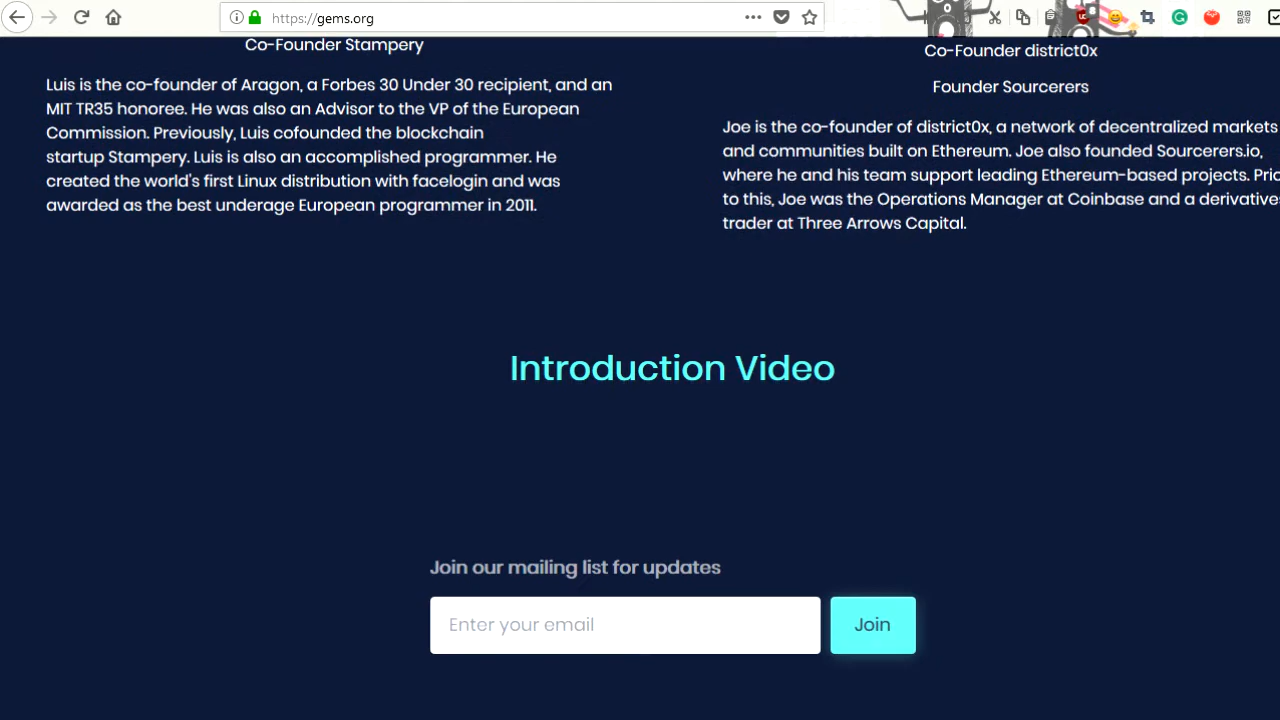 https://gems.org
Co-Founder Stampery
Luis is the co-founder of Aragon, a Forbes 30 Under 30 recipient, and an
MIT TR35 honoree. He was also an Advisor to the VP of the European
Commission. Previously, Luis cofounded the blockchain
startup Stampery. Luis is also an accomplished programmer. He
created the world's first Linux distribution with facelogin and was
awarded as the best underage European programmer in 2011.
Co-Founder district0x
Founder Sourcerers
Joe is the co-founder of district0x, a network of decentralized markets
and communities built on Ethereum. Joe also founded Sourcerers.io,
where he and his team support leading Ethereum-based projects. Prio
to this, Joe was the Operations Manager at Coinbase and a derivatives
trader at Three Arrows Capital.
Introduction Video
Join our mailing list for updates
Enter your email
Join